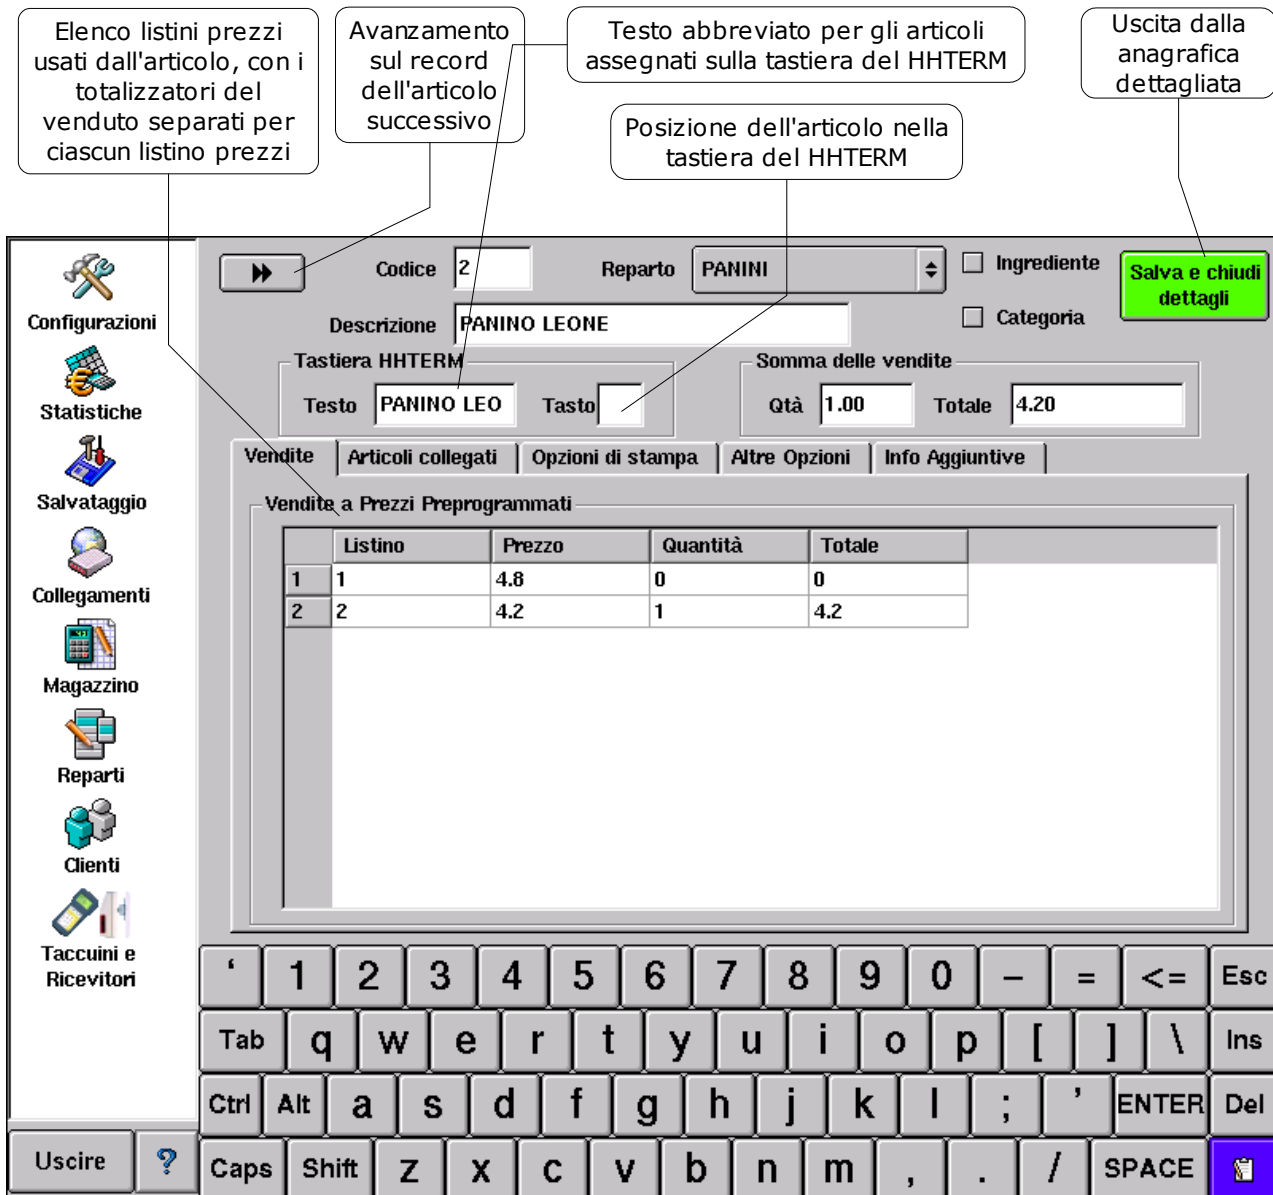 Elenco listini prezzi
usati dall'articolo, con i
totalizzatori del
venduto separati per
ciascun listino prezzi
Avanzamento
sul record
dell'articolo
successivo
Testo abbreviato per gli articoli
assegnati sulla tastiera del HHTERM
Posizione dell'articolo nella
tastiera del HHTERM
Uscita dalla
anagrafica
dettagliata
Configurazioni
Statistiche
Salvataggio
Collegamenti
Magazzino
Reparti
Clienti
Taccuini e
Ricevitori
Uscire ?
Codice 2 Reparto PANINI Ingrediente
Salva e chiudi
dettagli
Descrizione PANINO LEONE Categoria
Tastiera HHTERM Somma delle vendite
Testo PANINO LEO Tasto Qtà 1.00 Totale 4.20
Vendite Articoli collegati Opzioni di stampa Altre Opzioni Info Aggiuntive
Vendite a Prezzi Preprogrammati
Listino Prezzo Quantità Totale
1 1 4.8 0 0
2 2 4.2 1 4.2
‘ 1 2 3 4 5 6 7 8 9 0 – = <= Esc
Tab q w e r t y u i o p [ ] \ Ins
Ctrl Alt a s d f g h j k l ; ’ ENTER Del
Caps Shift z x c v b n m , . / SPACE